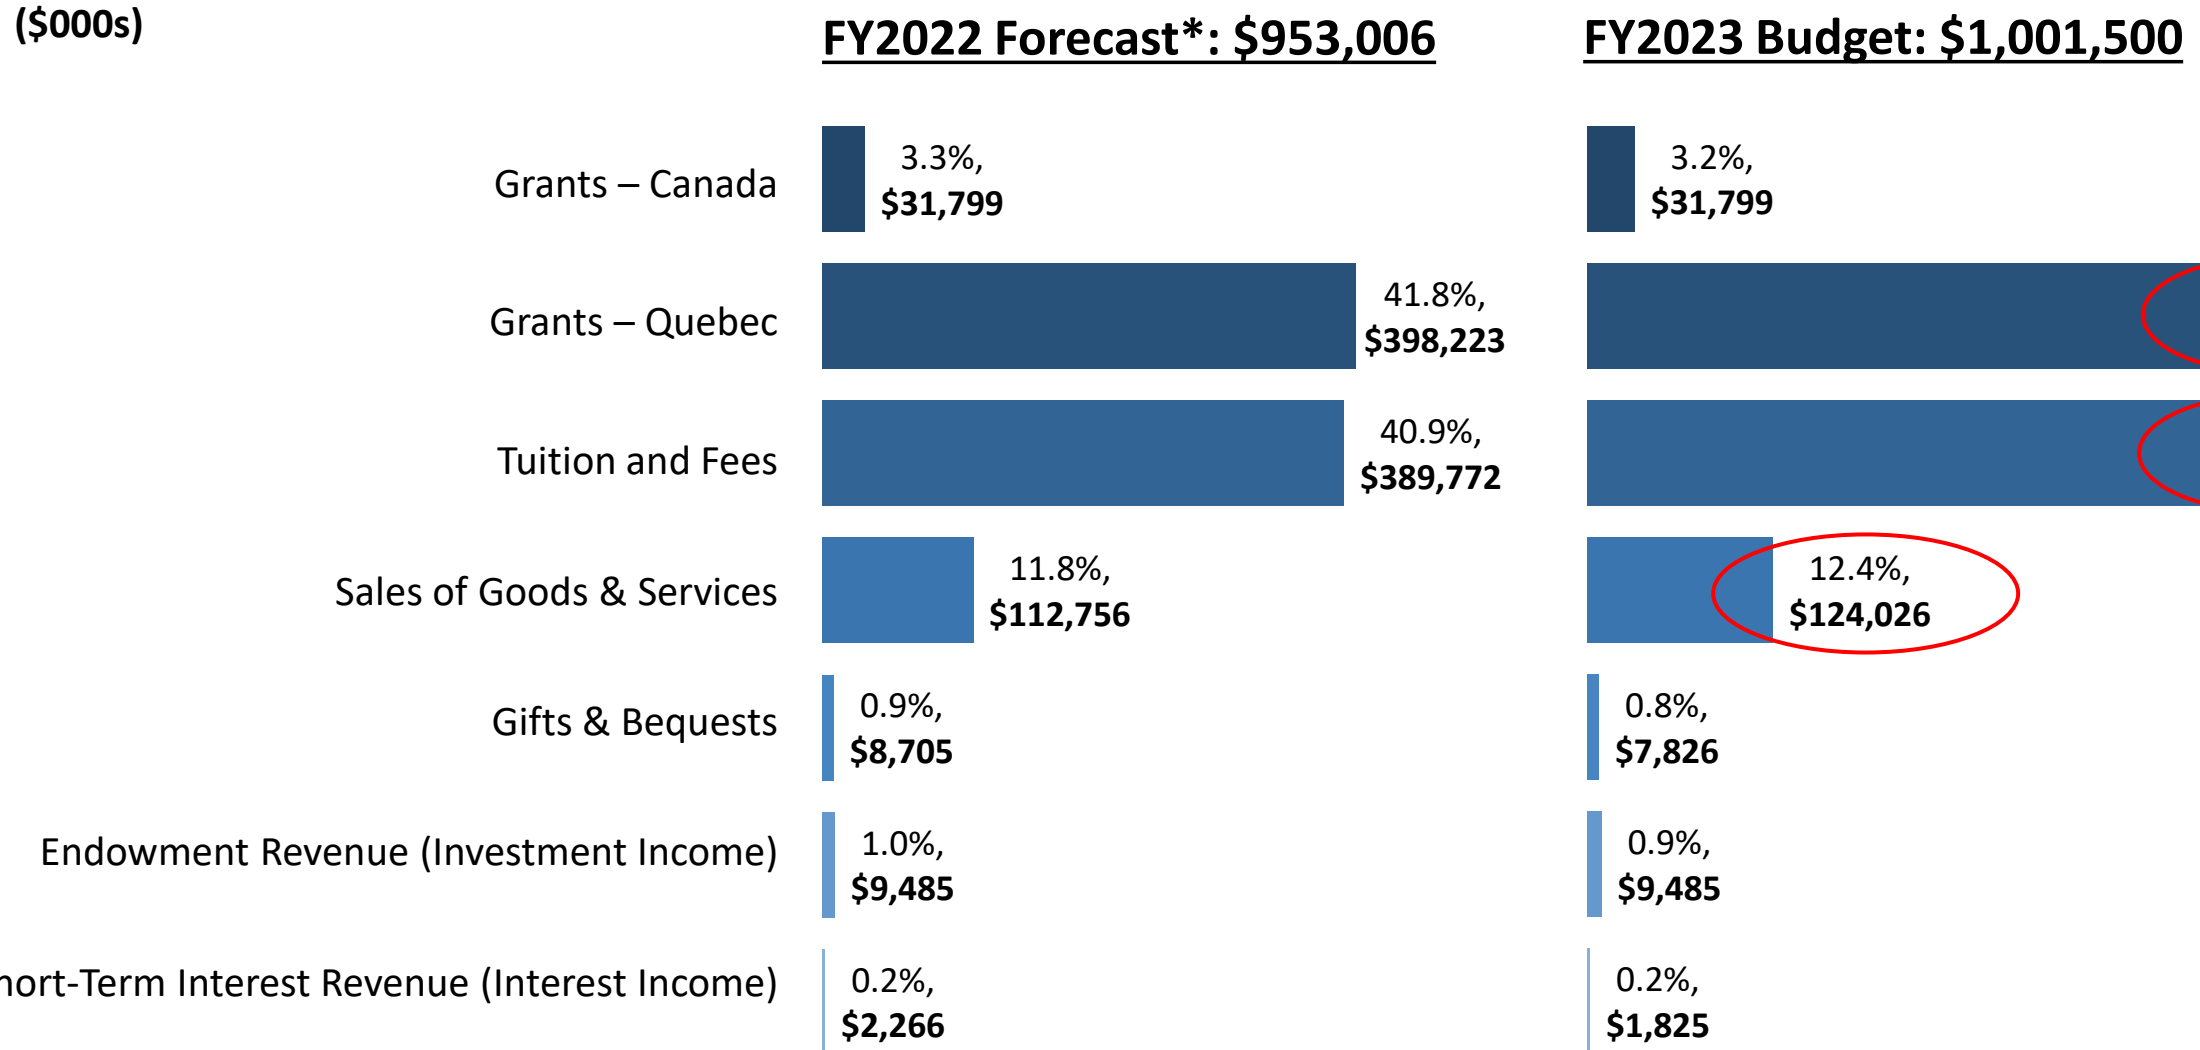 ($000s)
FY2022 Forecast*: $953,006
FY2023 Budget: $1,001,500
Grants – Canada
3.3%,
$31,799
3.2%,
$31,799
Grants – Quebec
41.8%,
$398,223
Tuition and Fees
40.9%,
$389,772
Sales of Goods & Services
11.8%,
$112,756
12.4%,
$124,026
Gifts & Bequests
0.9%,
$8,705
0.8%,
$7,826
Endowment Revenue (Investment Income)
1.0%,
$9,485
0.9%,
$9,485
hort-Term Interest Revenue (Interest Income)
0.2%,
$2,266
0.2%,
$1,825